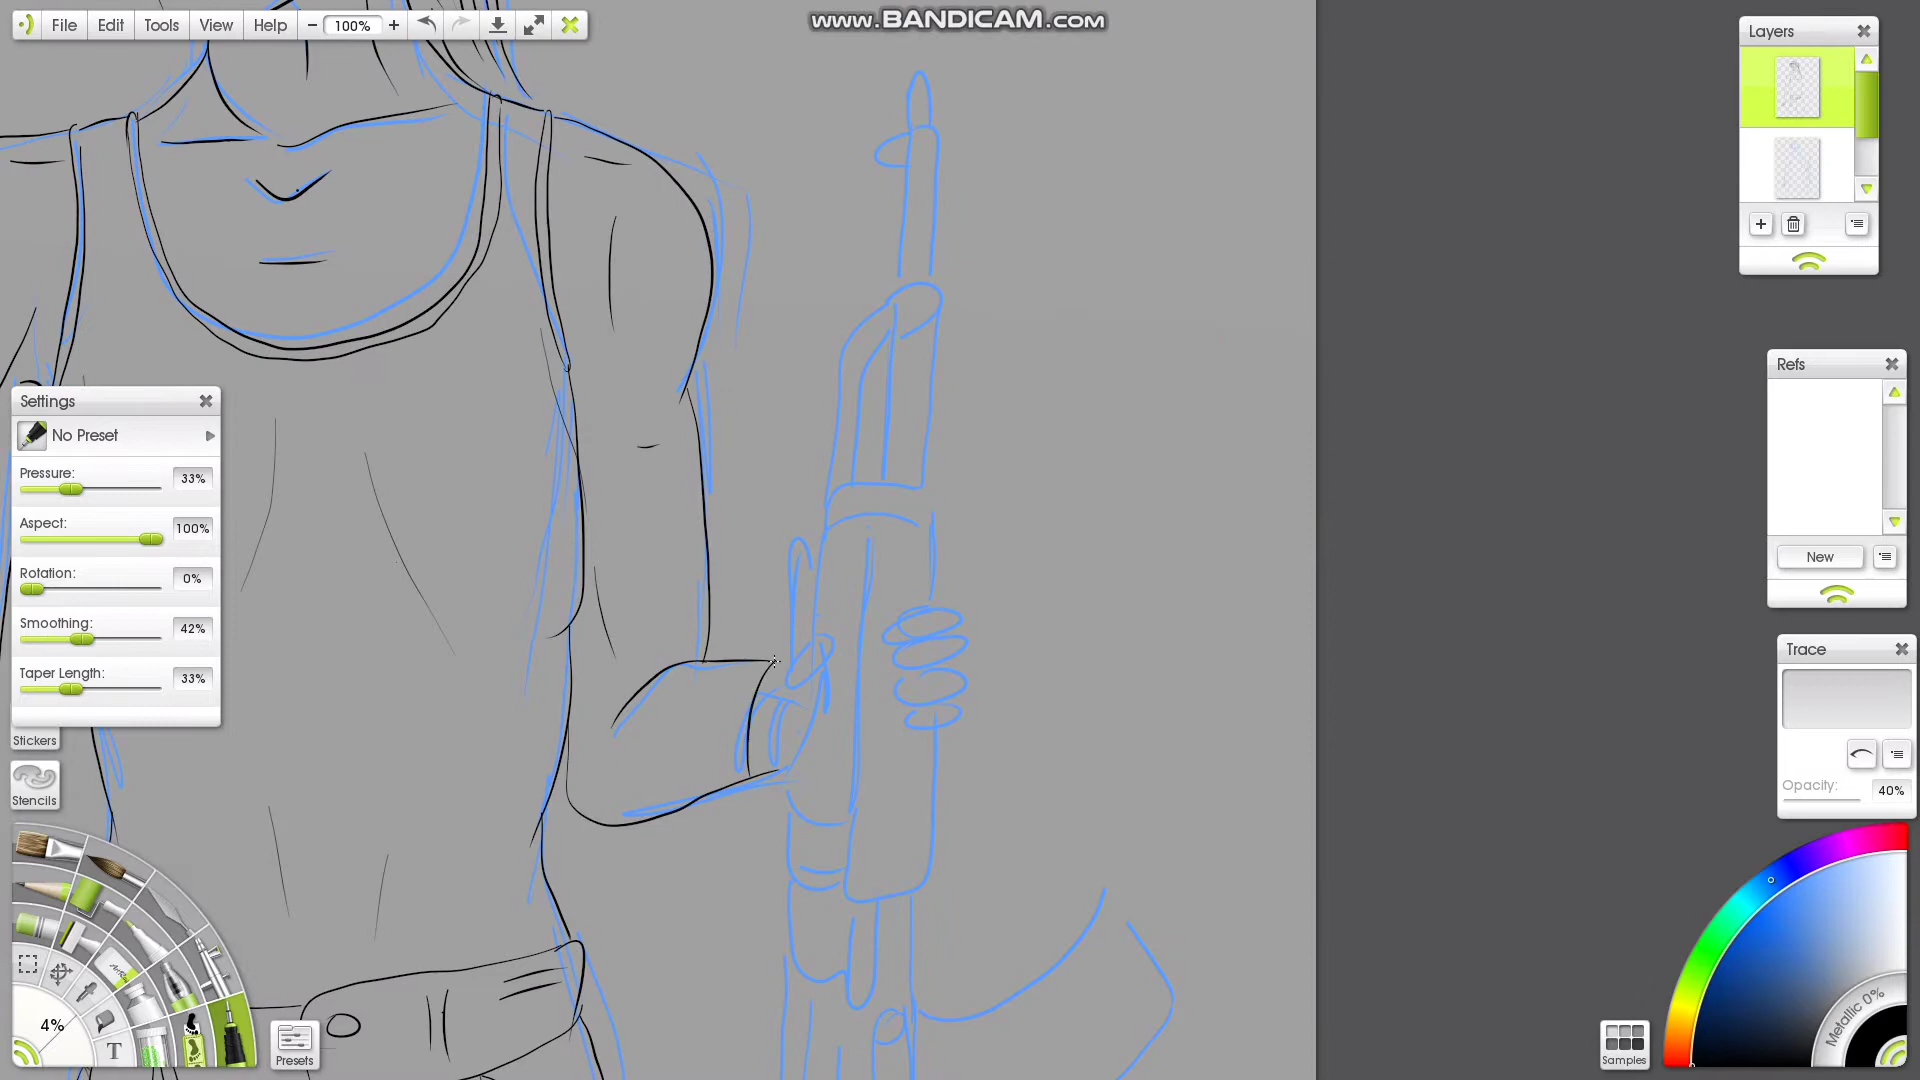 File Edit Tools View Help 100%
www.BANDICAM.com
Layers
Settings
No Preset
Pressure: 33%
Aspect: 100%
Rotation: 0%
Smoothing: 42%
Taper Length: 33%
Refs
New
Trace
Opacity: 40%
Stickers
Stencils
4%
T
Presets
Samples
Metallic 0%